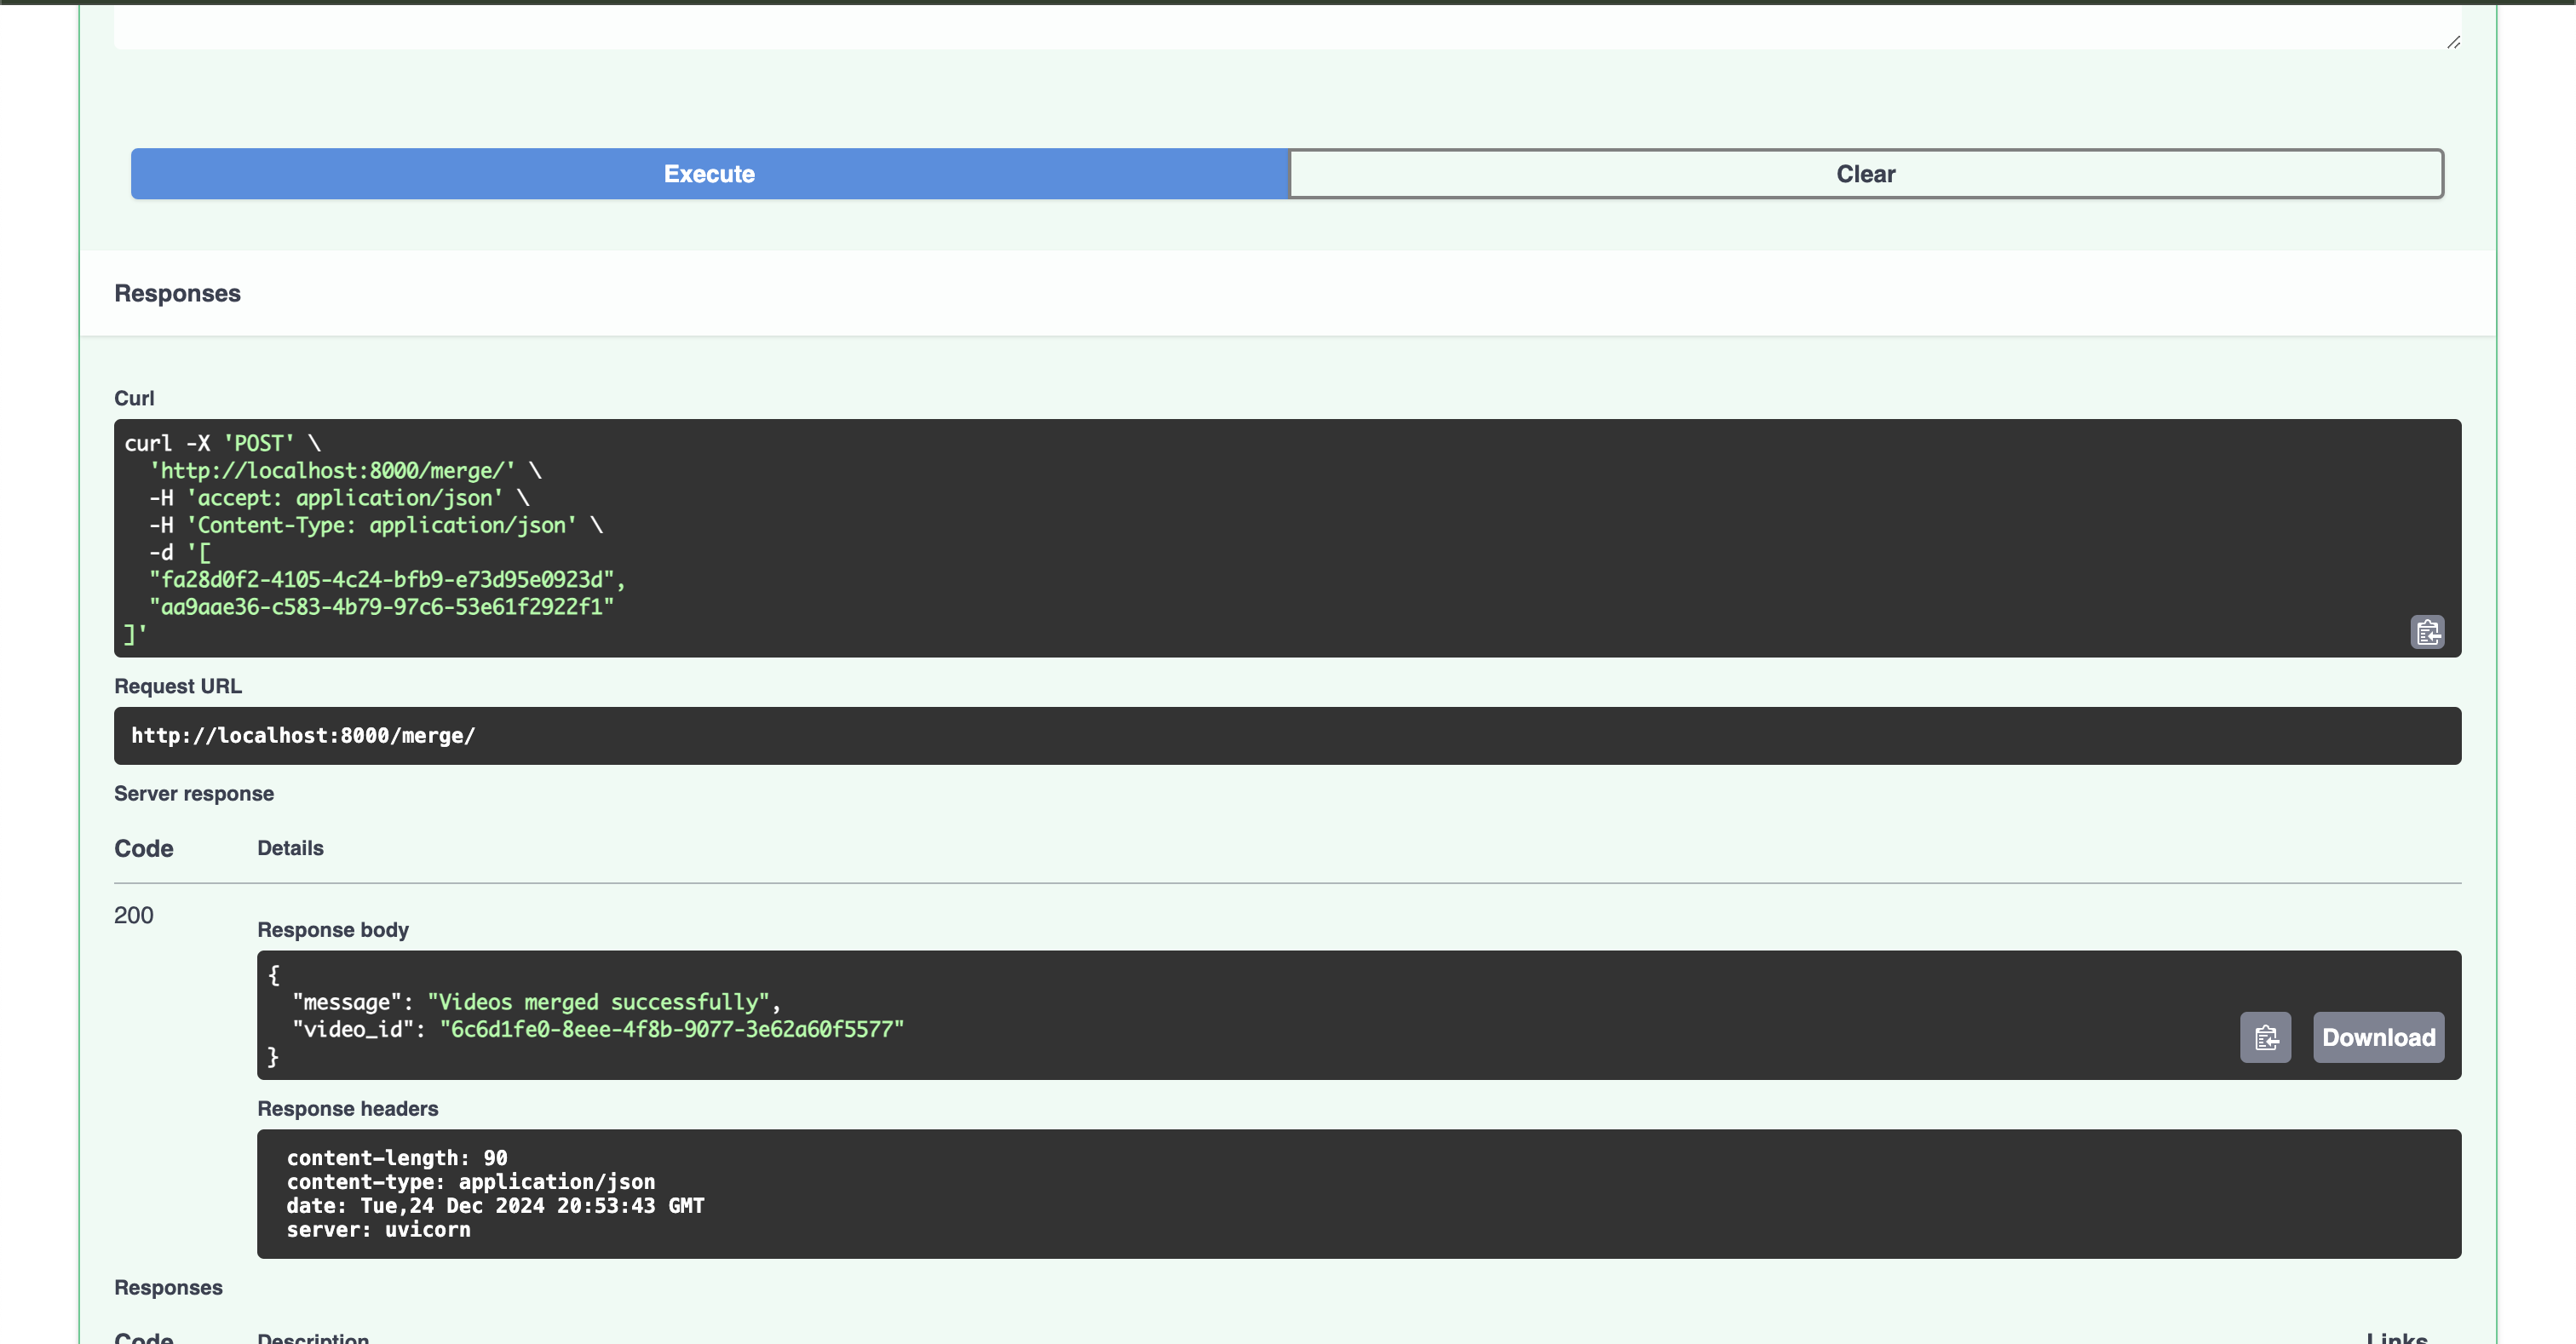 Execute
Clear
Responses
Curl
curl -X 'POST' \
'http://localhost:8000/merge/' \
-H 'accept: application/json' \
-H 'Content-Type: application/json' \
-d '[
"fa28d0f2-4105-4c24-bfb9-e73d95e0923d",
"aa9aae36-c583-4b79-97c6-53e61f2922f1"
]'
Request URL
http://localhost:8000/merge/
Server response
Code Details
200
Response body
{
"message": "Videos merged successfully",
"video_id": "6c6d1fe0-8eee-4f8b-9077-3e62a60f5577"
}
Download
Response headers
content-length: 90
content-type: application/json
date: Tue,24 Dec 2024 20:53:43 GMT
server: uvicorn
Responses
Code Description Links